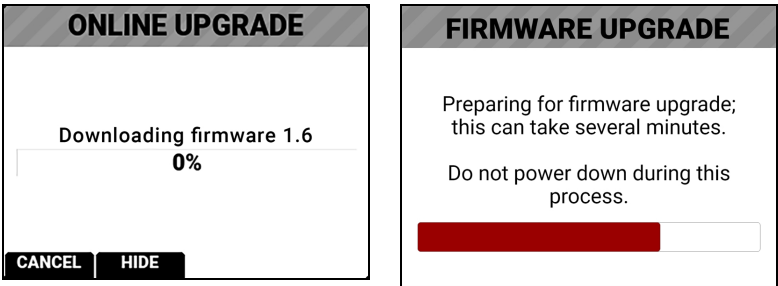 ONLINE UPGRADE
Downloading firmware 1.6
0%
CANCEL HIDE
FIRMWARE UPGRADE
Preparing for firmware upgrade;
this can take several minutes.
Do not power down during this
process.